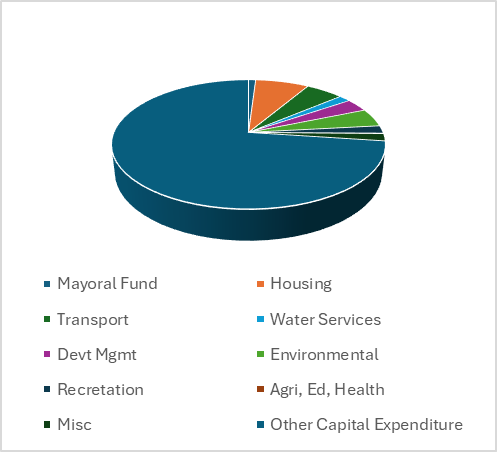 Mayoral Fund Housing
Transport Water Services
Devt Mgmt Environmental
Recretation Agri, Ed, Health
Misc Other Capital Expenditure